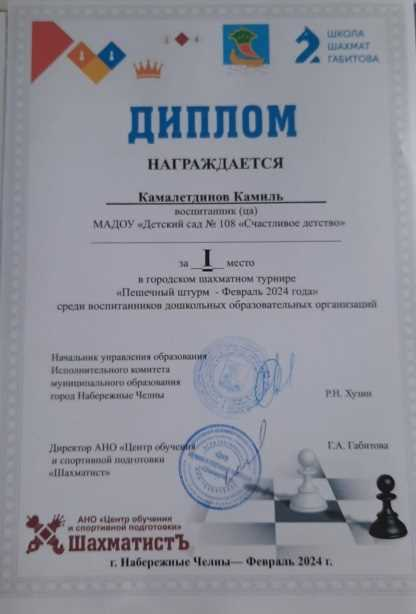 ШКОЛА
ШАХМАТ
ГАБИТОВА
ДИПЛОМ
НАГРАЖДАЕТСЯ
Камалетдинов Камиль
воспитанник (ца)
МАДОУ «Детский сад № 108 «Счастливое детство»
за I место
в городском шахматном турнире
«Пешечный штурм - Февраль 2024 года»
среди воспитанников дошкольных образовательных организаций
Начальник управления образования
Исполнительного комитета
муниципального образования
город Набережные Челны
Р.Н. Хузин
Директор АНО «Центр обучения
и спортивной подготовки
«Шахматист»
Г.А. Габитова
АНО «Центр обучения
и спортивной подготовки»
ШахматистЪ
г. Набережные Челны— Февраль 2024 г.